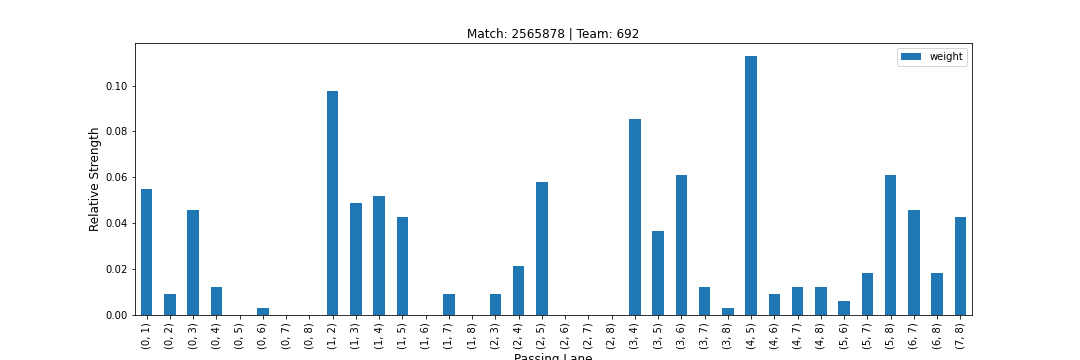 Match: 2565878 | Team: 692
weight
Relative Strength
0.10
0.08
0.06
0.04
0.02
0.00
(0, 1) (0, 2) (0, 3) (0, 4) (0, 5) (0, 6) (0, 7) (0, 8) (1, 2) (1, 3) (1, 4) (1, 5) (1, 6) (1, 7) (1, 8) (2, 3) (2, 4) (2, 5) (2, 6) (2, 7) (2, 8) (3, 4) (3, 5) (3, 6) (3, 7) (3, 8) (4, 5) (4, 6) (4, 7) (4, 8) (5, 6) (5, 7) (5, 8) (6, 7) (6, 8) (7, 8)
Passing Lane